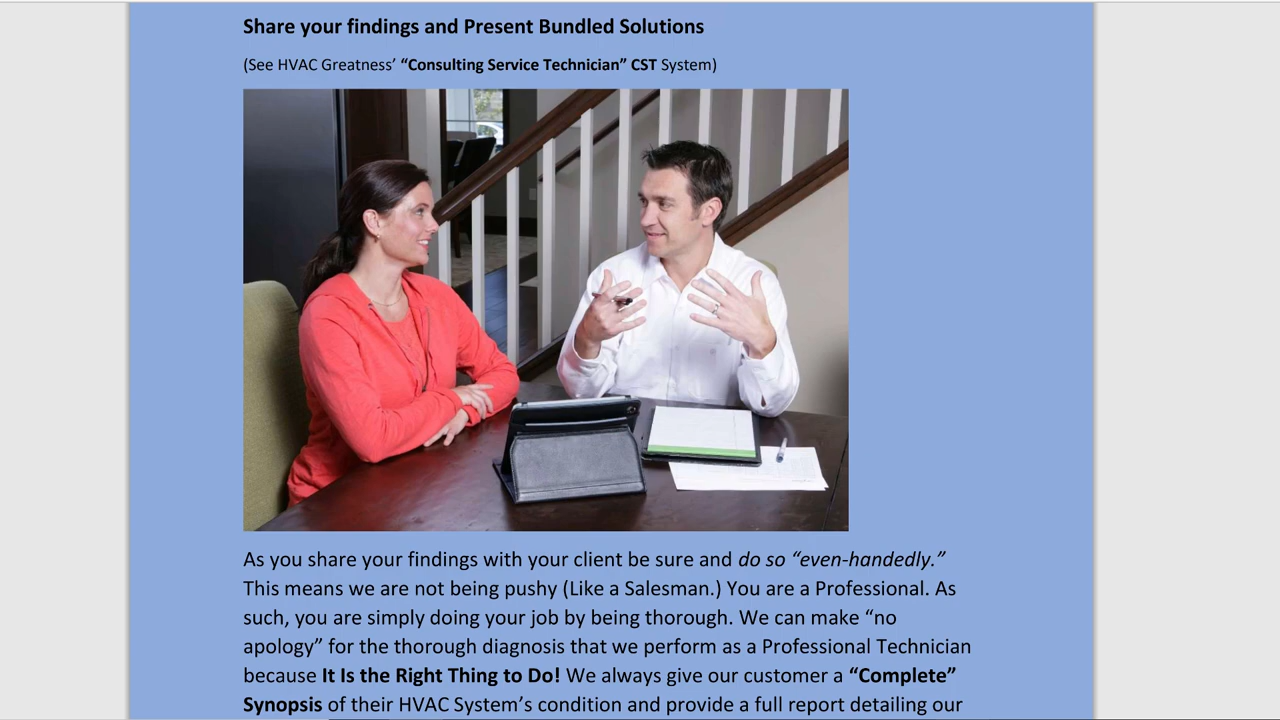 Share your findings and Present Bundled Solutions
(See HVAC Greatness’ “Consulting Service Technician” CST System)
As you share your findings with your client be sure and do so “even-handedly.”
This means we are not being pushy (Like a Salesman.) You are a Professional. As
such, you are simply doing your job by being thorough. We can make “no
apology” for the thorough diagnosis that we perform as a Professional Technician
because It Is the Right Thing to Do! We always give our customer a “Complete”
Synopsis of their HVAC System’s condition and provide a full report detailing our